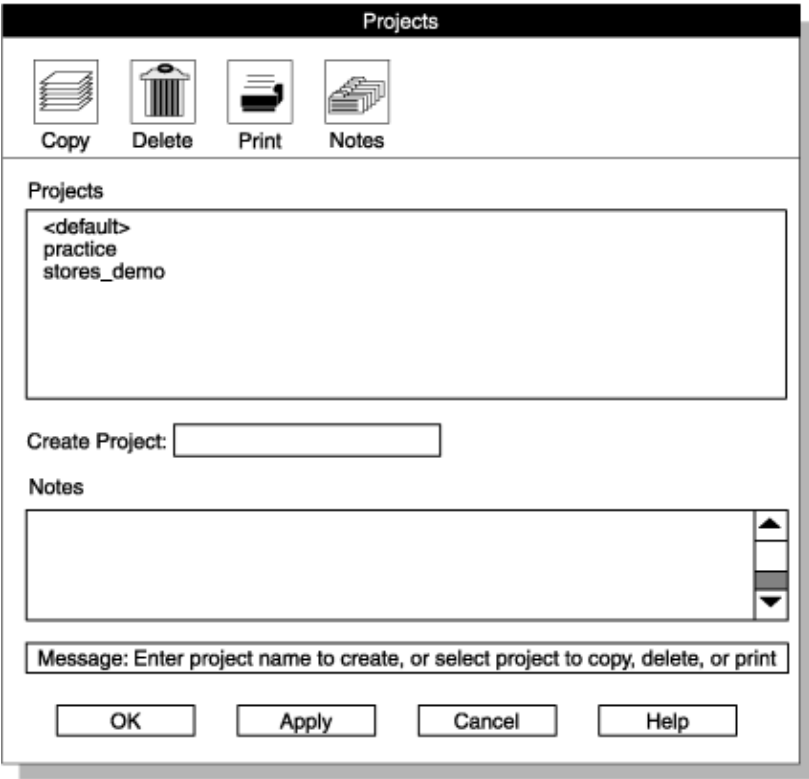 Projects
Copy Delete Print Notes
Projects
<default>
practice
stores_demo
Create Project:
Notes
Message: Enter project name to create, or select project to copy, delete, or print
OK Apply Cancel Help